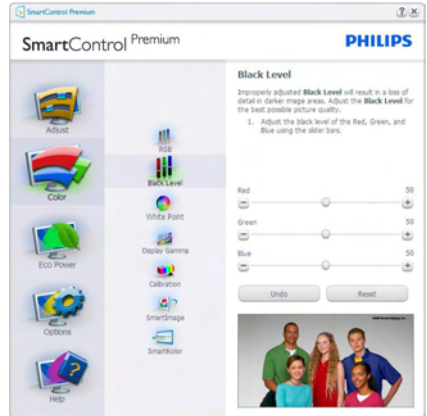 SmartControl Premium
SmartControl Premium
PHILIPS
Adjust
Color
Eco Power
Options
Help
RGB
Black Level
White Point
Display Gamma
Calibration
SmartImage
SmartKolor
Black Level
Improperly adjusted Black Level will result in a loss of
detail in darker image areas. Adjust the Black Level for
the best possible picture quality.
1. Adjust the black level of the Red, Green, and
Blue using the slider bars.
Red 50
Green 50
Blue 50
Undo Reset